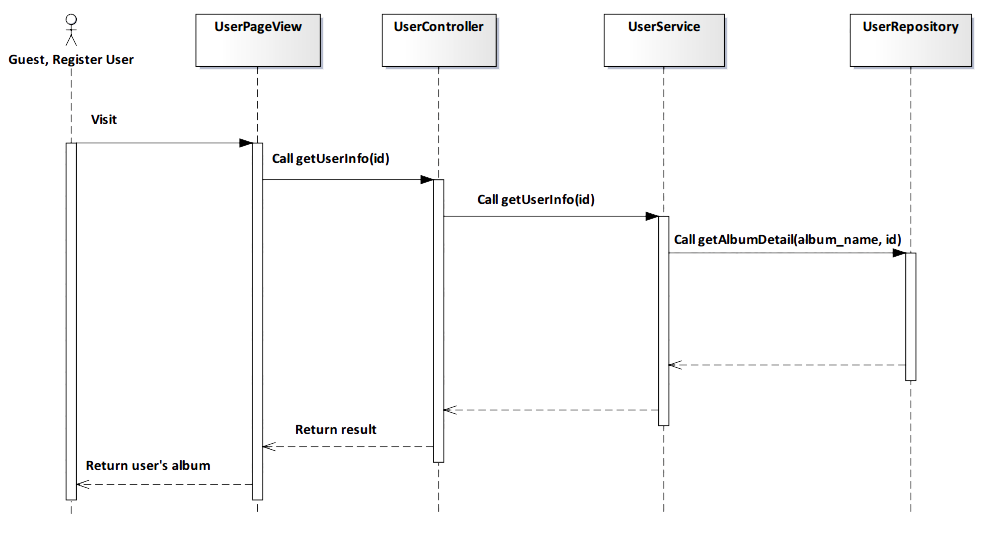 UserPageView
UserController
UserService
UserRepository
Guest, Register User
Visit
Call getUserInfo(id)
Call getUserInfo(id)
Call getAlbumDetail(album_name, id)
Return result
Return user's album